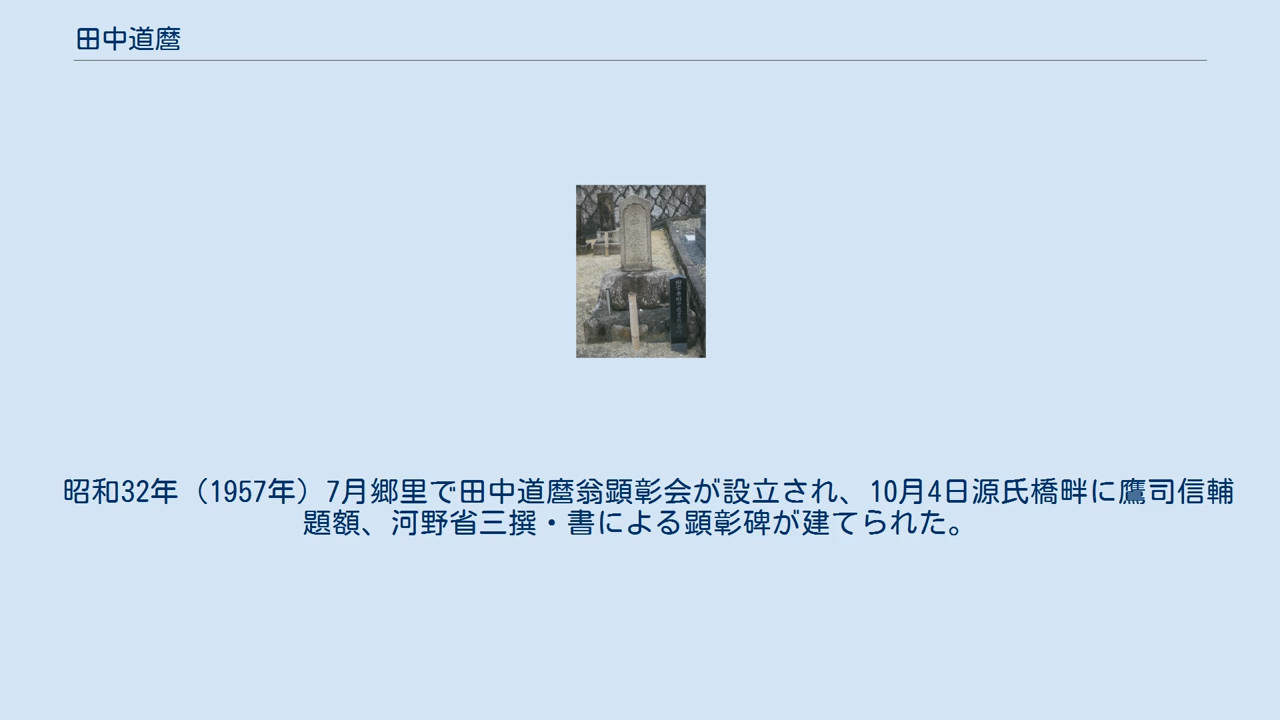 田中道麿
昭和32年（1957年）7月郷里で田中道麿翁顕彰会が設立され、10月4日源氏橋畔に鷹司信輔
題額、河野省三撰・書による顕彰碑が建てられた。